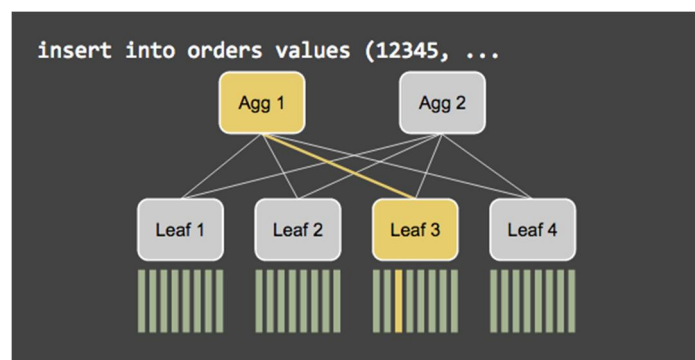 insert into orders values (12345, ...
Agg 1
Agg 2
Leaf 1
Leaf 2
Leaf 3
Leaf 4